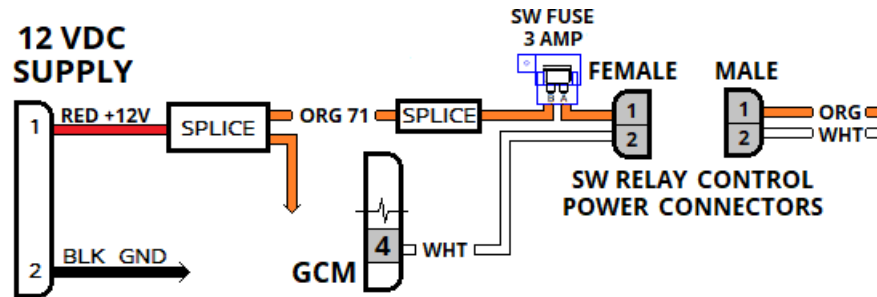 SW FUSE
3 AMP
12 VDC
SUPPLY
B A
FEMALE MALE
1 RED +12V SPLICE ORG 71 SPLICE 1 1 ORG
2 2 WHT
SW RELAY CONTROL
POWER CONNECTORS
4 WHT
2 BLK GND
GCM